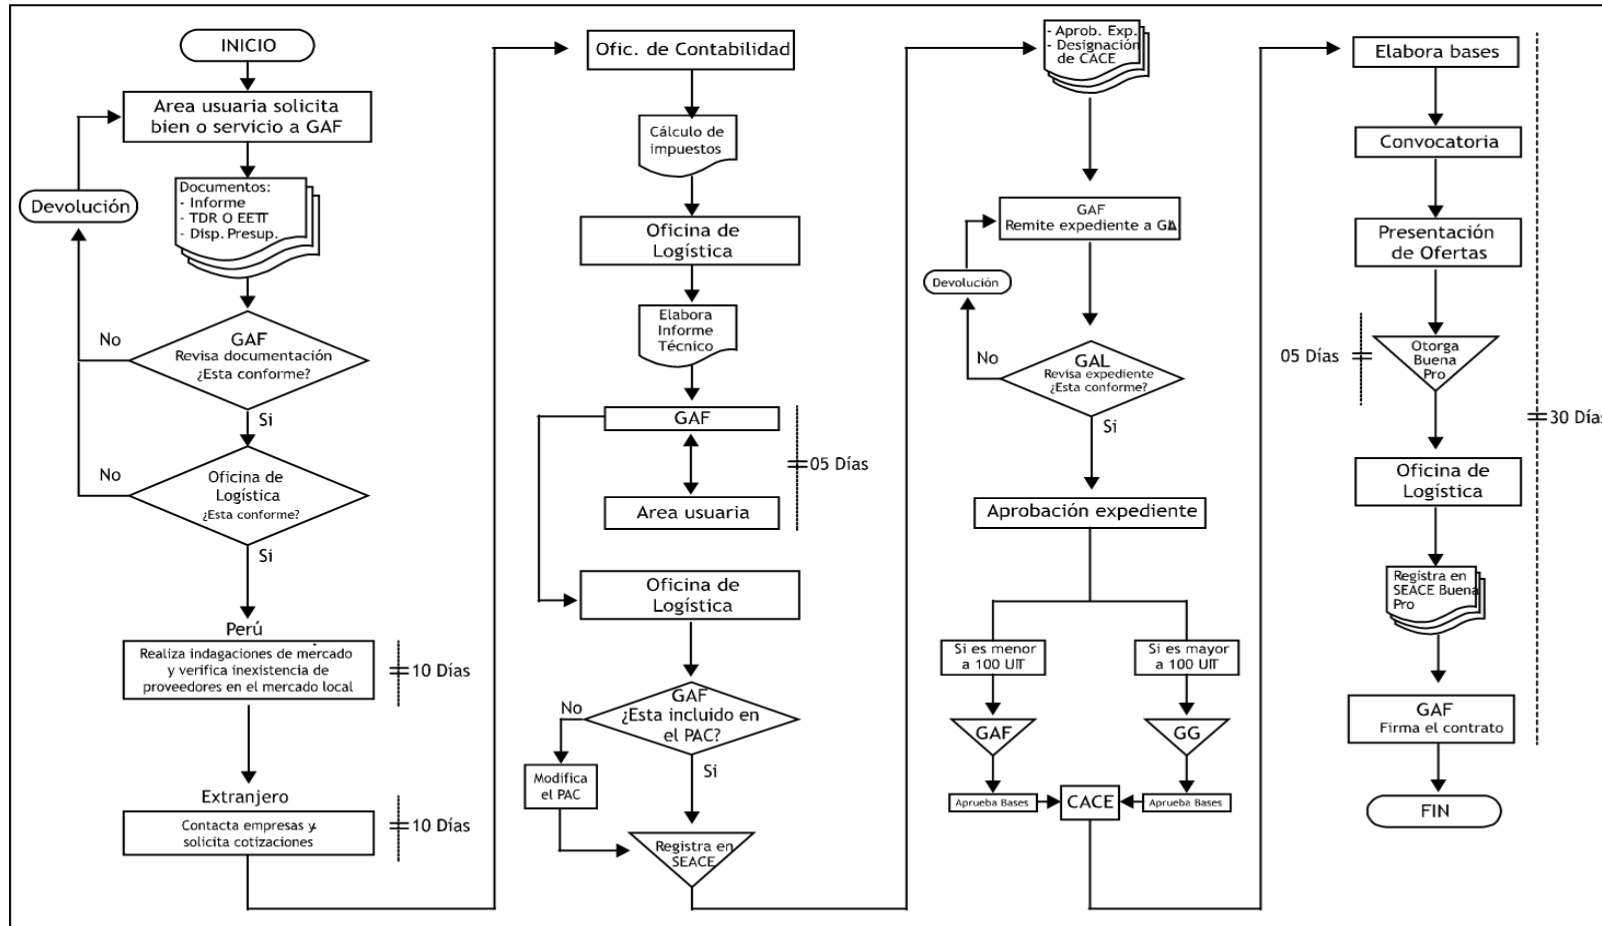 INICIO
Area usuaria solicita
bien o servicio a GAF
Devolución
Documentos:
- Informe
- TDR O EETT
- Disp. Presup.
GAF
Revisa documentación
¿Esta conforme?
No
Si
Oficina de
Logística
¿Esta conforme?
No
Si
Perú
Realiza indagaciones de mercado
y verifica inexistencia de
proveedores en el mercado local
10 Días
Extranjero
Contacta empresas y
solicita cotizaciones
10 Días
Ofic. de Contabilidad
Cálculo de
impuestos
Oficina de
Logística
Elabora
Informe
Técnico
GAF
05 Días
Area usuaria
Oficina de
Logística
GAF
¿Esta incluido en
el PAC?
No
Si
Modifica
el PAC
Registra en
SEACE
- Aprob. Exp.
- Designación
de CACE
GAF
Remite expediente a GAL
Devolución
No
GAL
Revisa expediente
¿Esta conforme?
Si
Aprobación expediente
Si es menor
a 100 UIT
Si es mayor
a 100 UIT
GAF
GG
Aprueba Bases
CACE
Aprueba Bases
Elabora bases
Convocatoria
Presentación
de Ofertas
05 Días
Otorga
Buena
Pro
30 Días
Oficina de
Logística
Registra en
SEACE Buena
Pro
GAF
Firma el contrato
FIN